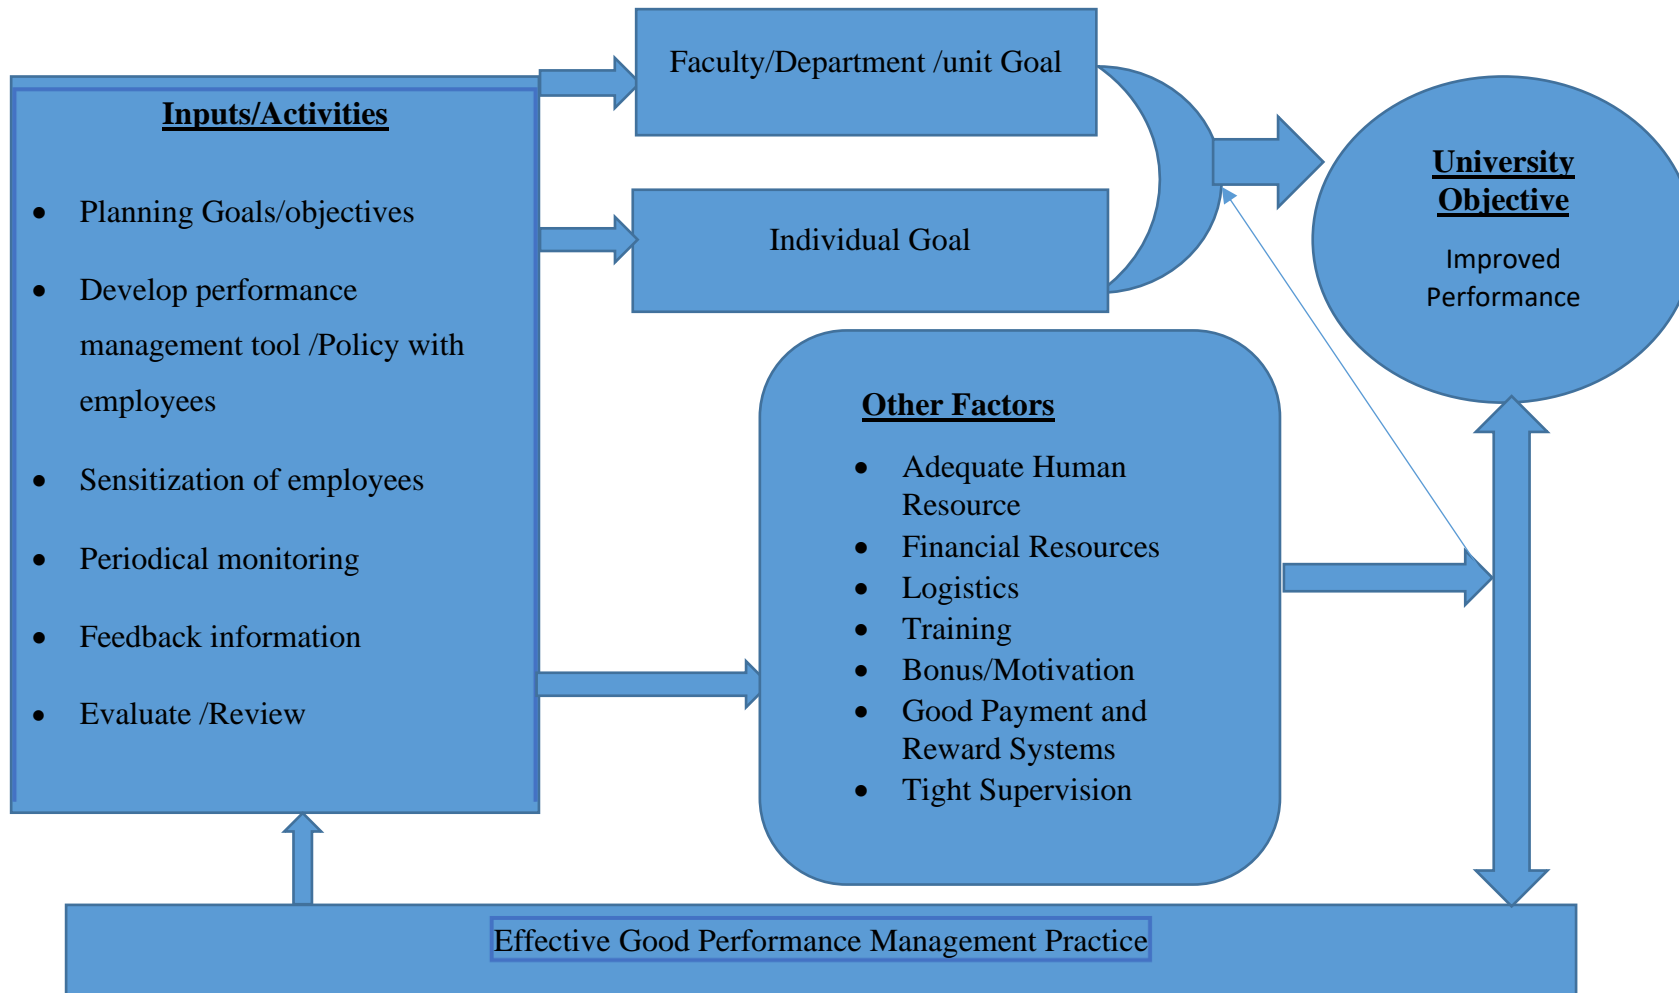 Inputs/Activities
• Planning Goals/objectives
• Develop performance
management tool /Policy with
employees
• Sensitization of employees
• Periodical monitoring
• Feedback information
• Evaluate /Review
Faculty/Department /unit Goal
Individual Goal
Other Factors
• Adequate Human
Resource
• Financial Resources
• Logistics
• Training
• Bonus/Motivation
• Good Payment and
Reward Systems
• Tight Supervision
University
Objective
Improved
Performance
Effective Good Performance Management Practice